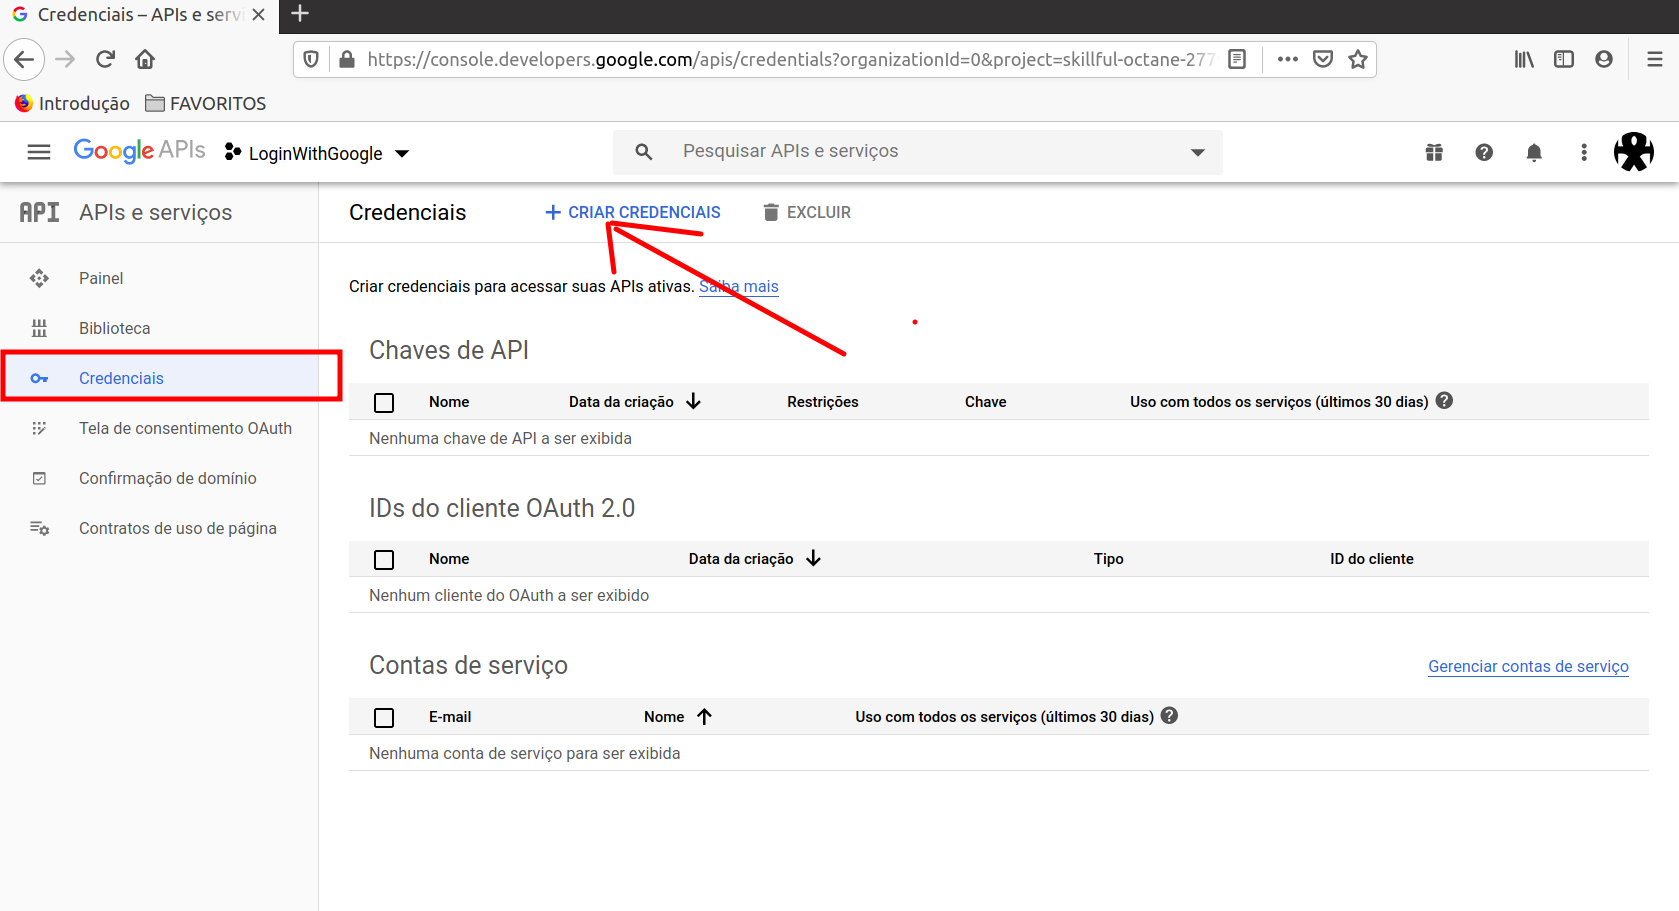 Credenciais – APIs e servi
https://console.developers.google.com/apis/credentials?organizationId=0&project=skillful-octane-277
Introdução FAVORITOS
Google APIs LoginWithGoogle Pesquisar APIs e serviços
API APIs e serviços
Credenciais + CRIAR CREDENCIAIS EXCLUIR
Painel
Biblioteca
Credenciais
Tela de consentimento OAuth
Confirmação de domínio
Contratos de uso de página
Criar credenciais para acessar suas APIs ativas. Saiba mais
Chaves de API
Nome Data da criação Restrições Chave Uso com todos os serviços (últimos 30 dias)
Nenhuma chave de API a ser exibida
IDs do cliente OAuth 2.0
Nome Data da criação Tipo ID do cliente
Nenhum cliente do OAuth a ser exibido
Contas de serviço Gerenciar contas de serviço
E-mail Nome Uso com todos os serviços (últimos 30 dias)
Nenhuma conta de serviço para ser exibida